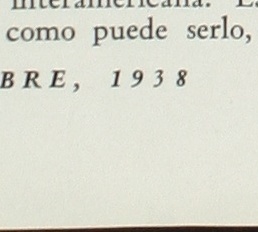 interamericana. E
como puede serlo,
BRE, 1938